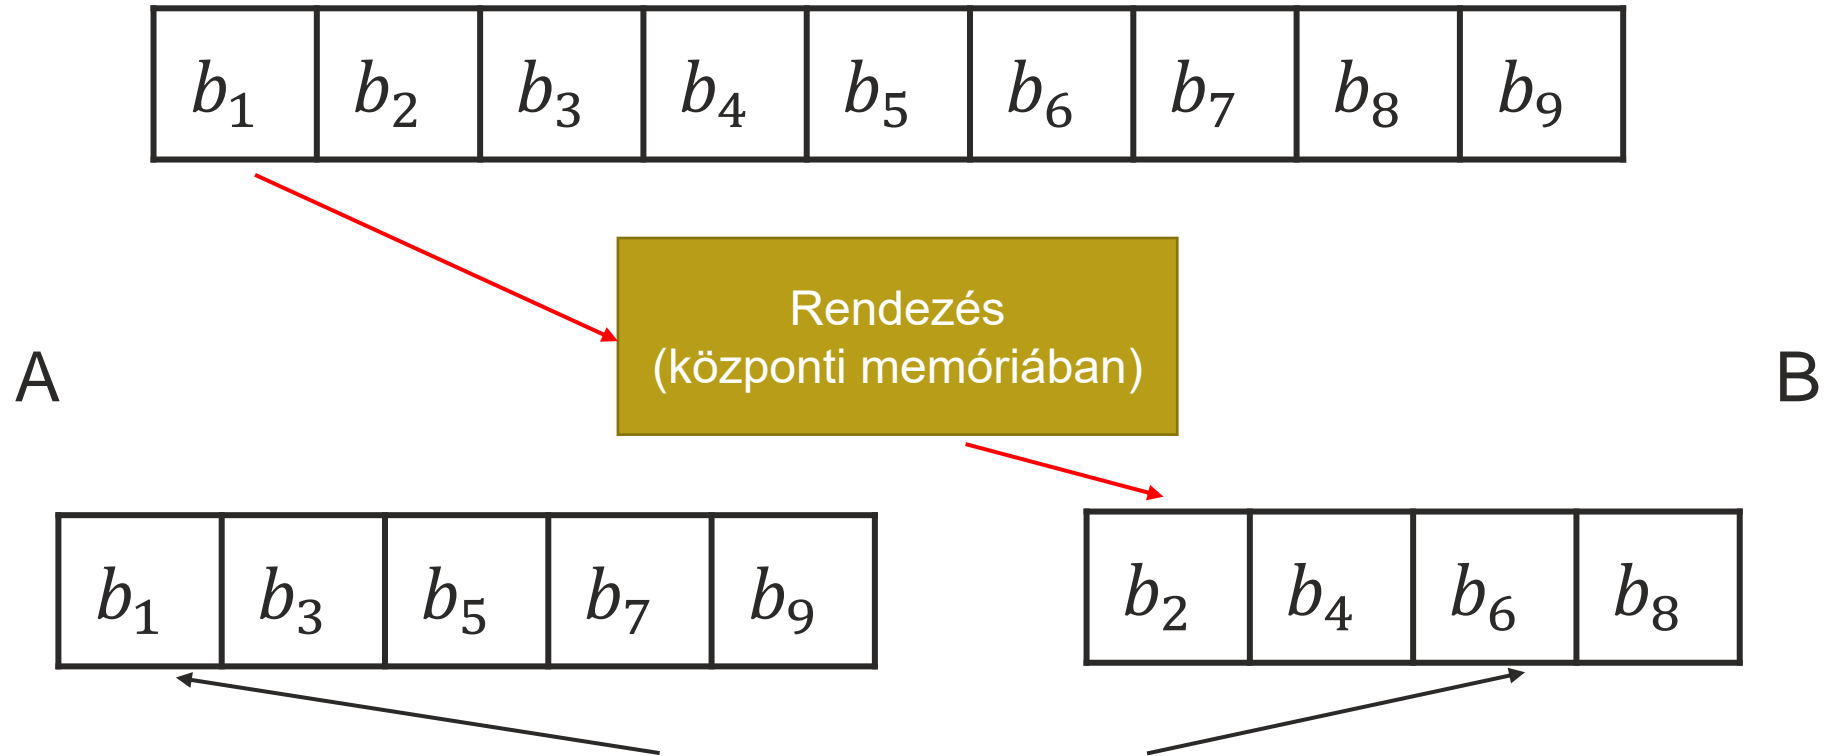 b₁ b₂ b₃ b₄ b₅ b₆ b₇ b₈ b₉
Rendezés
(központi memóriában)
A
B
b₁ b₃ b₅ b₇ b₉
b₂ b₄ b₆ b₈